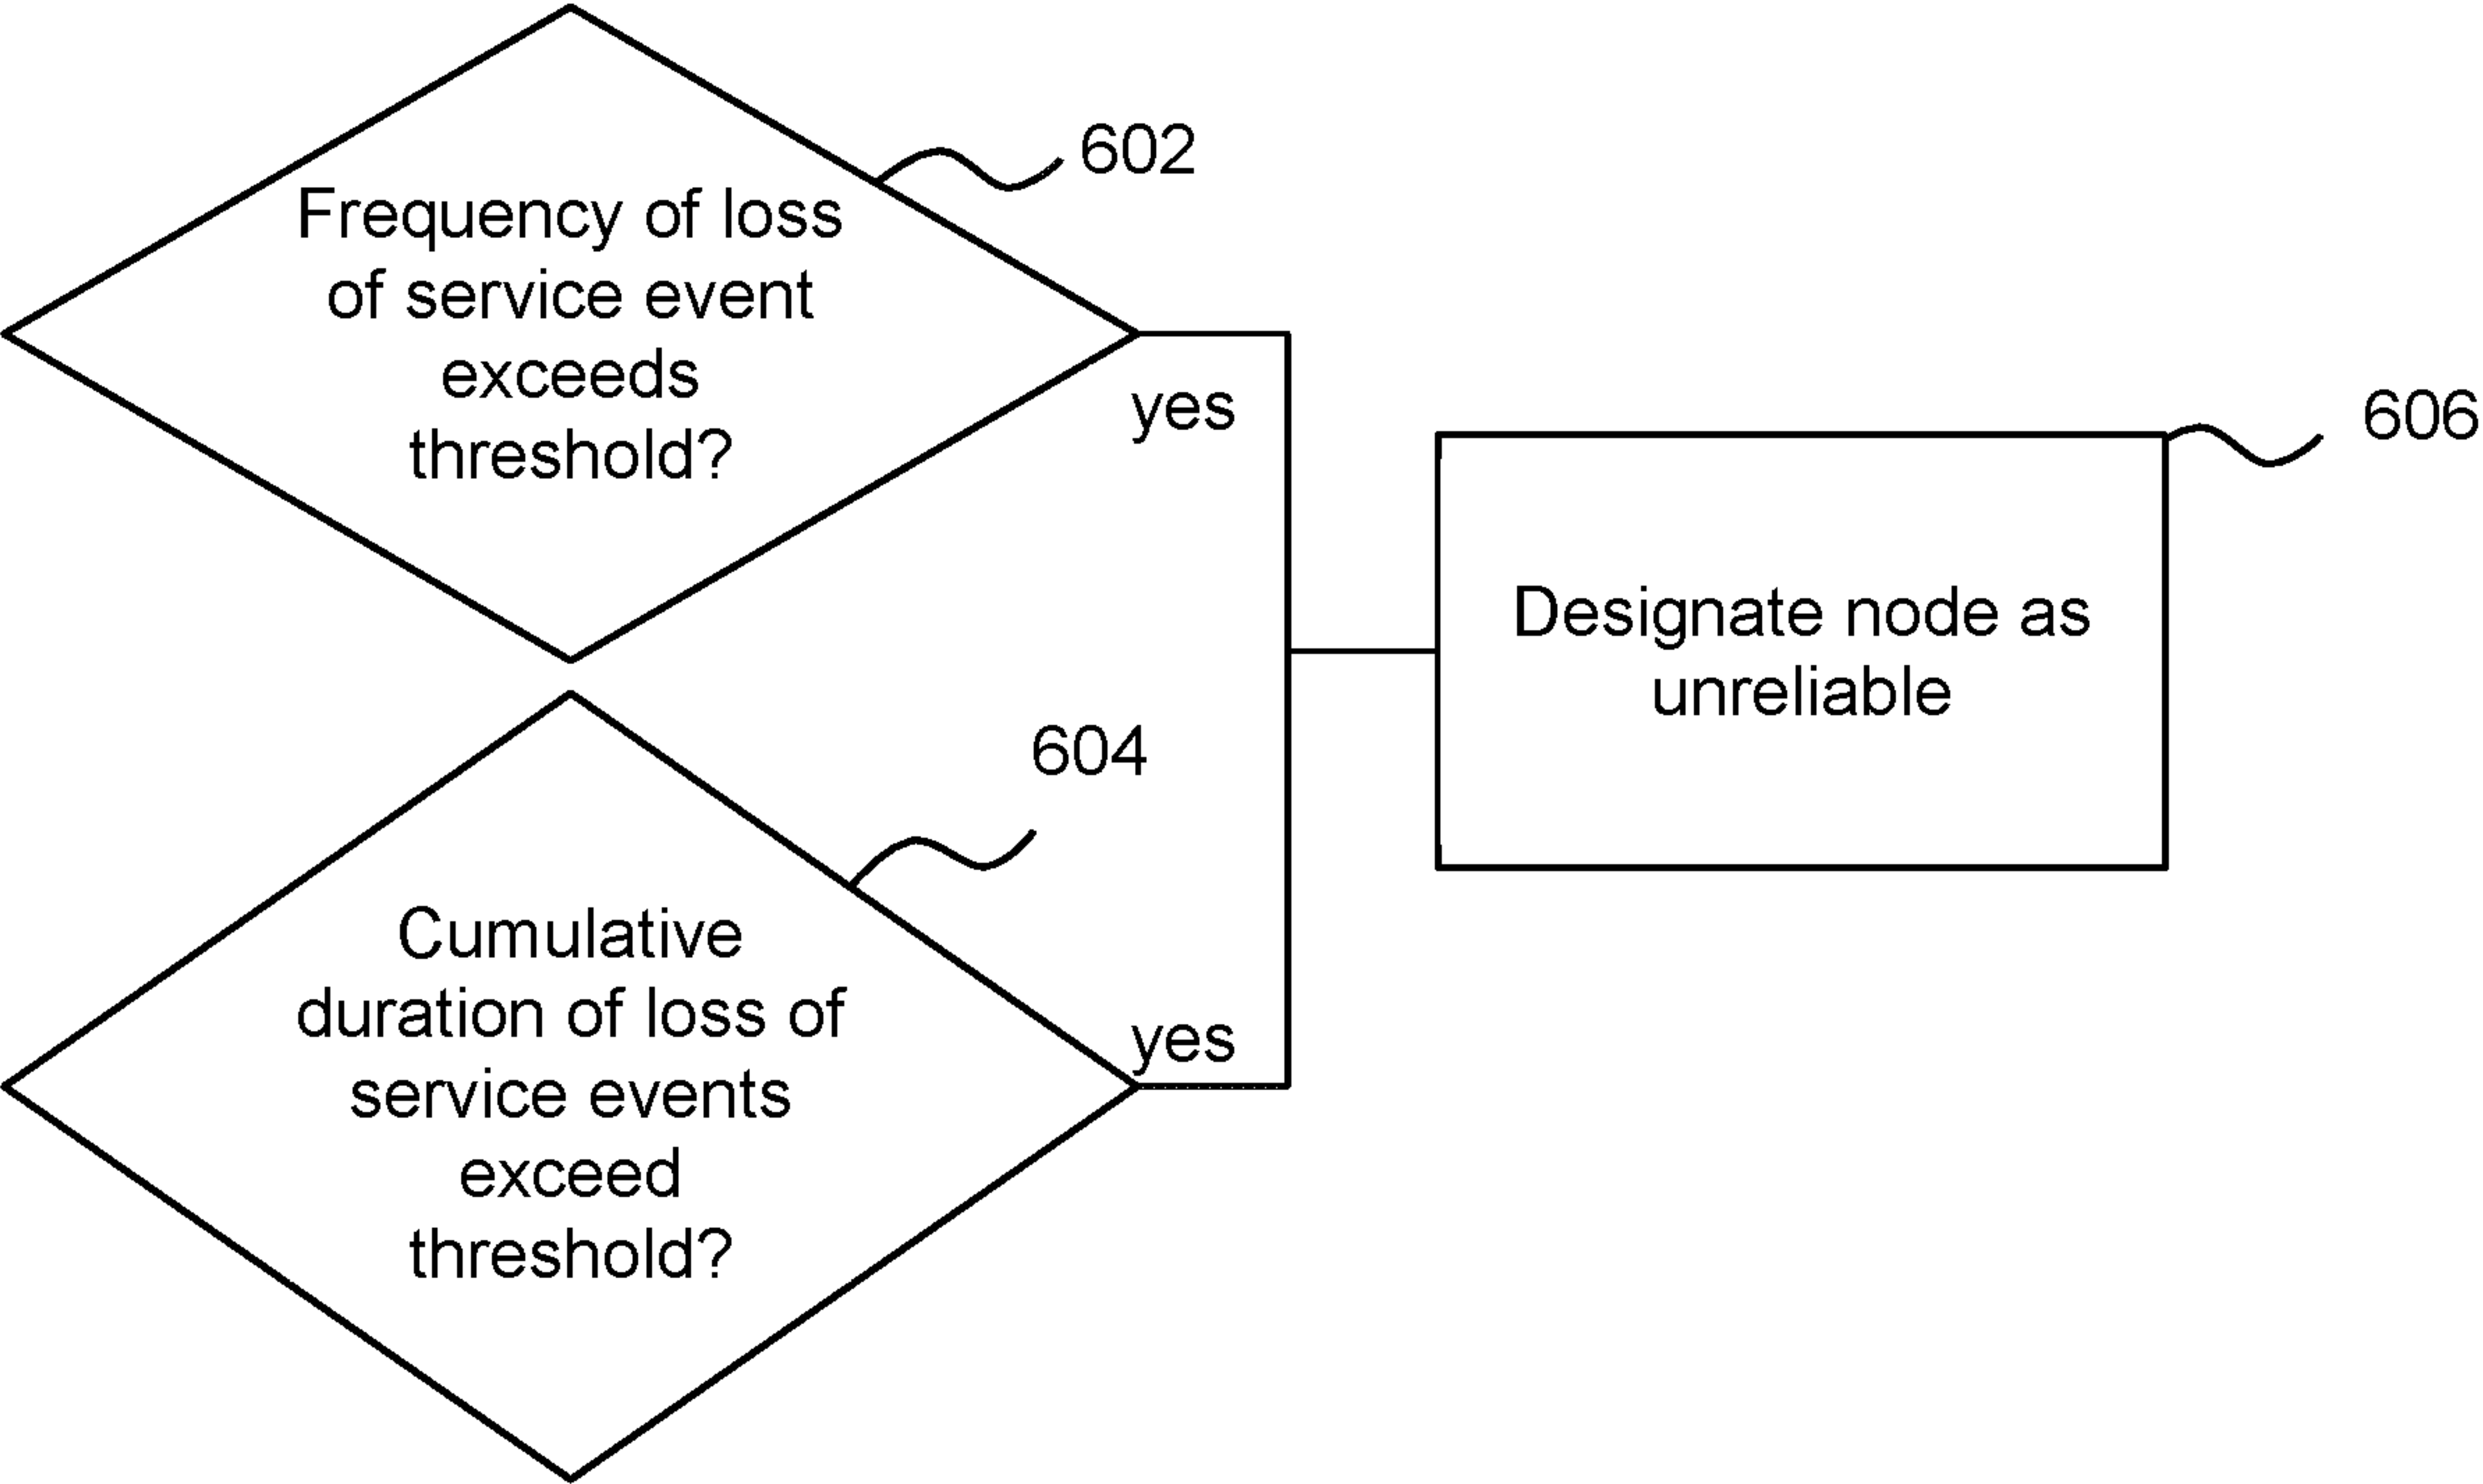 602
Frequency of loss
of service event
exceeds
threshold?
yes
606
Designate node as
unreliable
604
Cumulative
duration of loss of
service events
exceed
threshold?
yes